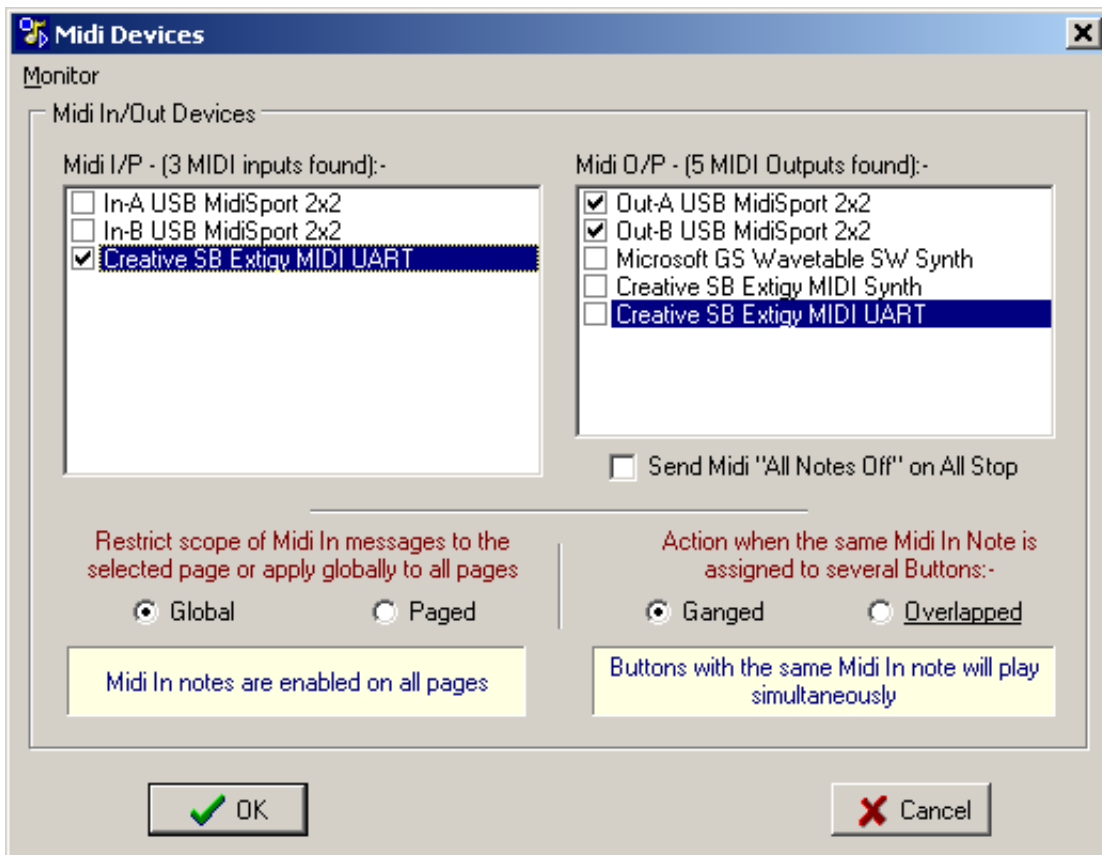 Midi Devices
Monitor
Midi In/Out Devices
Midi I/P - (3 MIDI inputs found):-
In-A USB MidiSport 2x2
In-B USB MidiSport 2x2
Creative SB Extigy MIDI UART
Midi O/P - (5 MIDI Outputs found):-
Out-A USB MidiSport 2x2
Out-B USB MidiSport 2x2
Microsoft GS Wavetable SW Synth
Creative SB Extigy MIDI Synth
Creative SB Extigy MIDI UART
Send Midi "All Notes Off" on All Stop
Restrict scope of Midi In messages to the
selected page or apply globally to all pages
Global
Paged
Midi In notes are enabled on all pages
Action when the same Midi In Note is
assigned to several Buttons:-
Ganged
Overlapped
Buttons with the same Midi In note will play
simultaneously
OK
Cancel